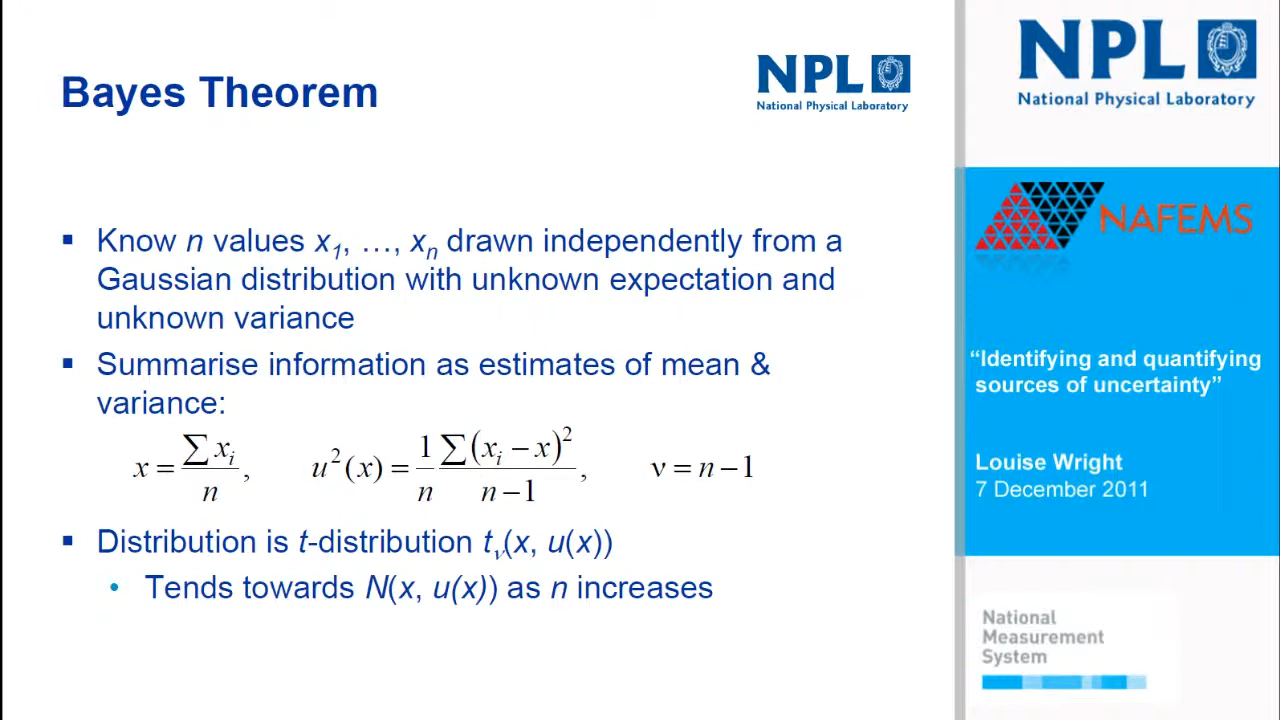 Bayes Theorem
NPL
National Physical Laboratory
▪ Know n values x₁, …, xₙ drawn independently from a
Gaussian distribution with unknown expectation and
unknown variance
▪ Summarise information as estimates of mean &
variance:
x = ∑xᵢ / n, u²(x) = (1/n) ∑(xᵢ − x)² / (n − 1), ν = n − 1
▪ Distribution is t-distribution tᵥ(x, u(x))
• Tends towards N(x, u(x)) as n increases
NPL
National Physical Laboratory
NAFEMS
“Identifying and quantifying
sources of uncertainty”
Louise Wright
7 December 2011
National
Measurement
System